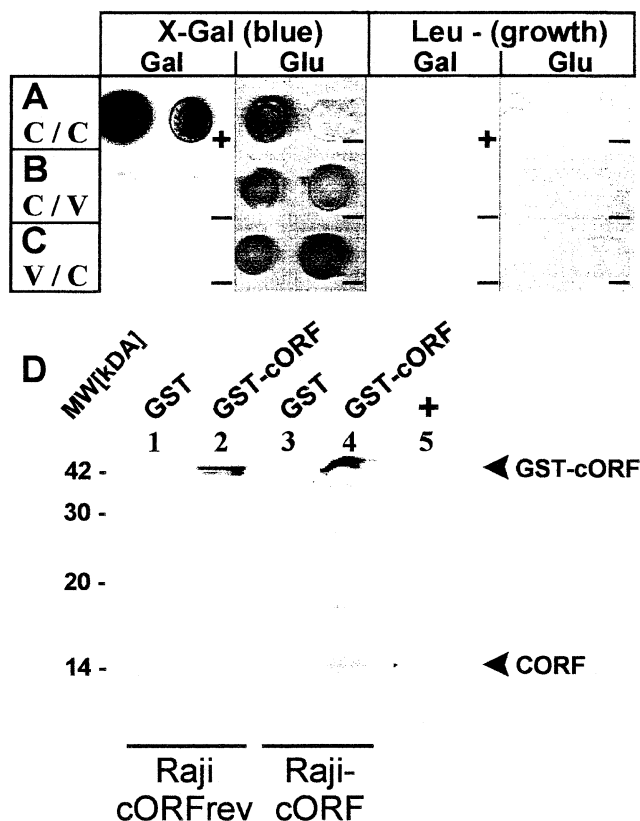 X-Gal (blue) Leu - (growth)
Gal Glu Gal Glu
A
C / C + − + −
B
C / V − − − −
C
V / C − − − −
D MW[kDA] GST GST-cORF GST GST-cORF +
1 2 3 4 5
42 - GST-cORF
30 -
20 -
14 - CORF
Raji Raji-
cORFrev cORF